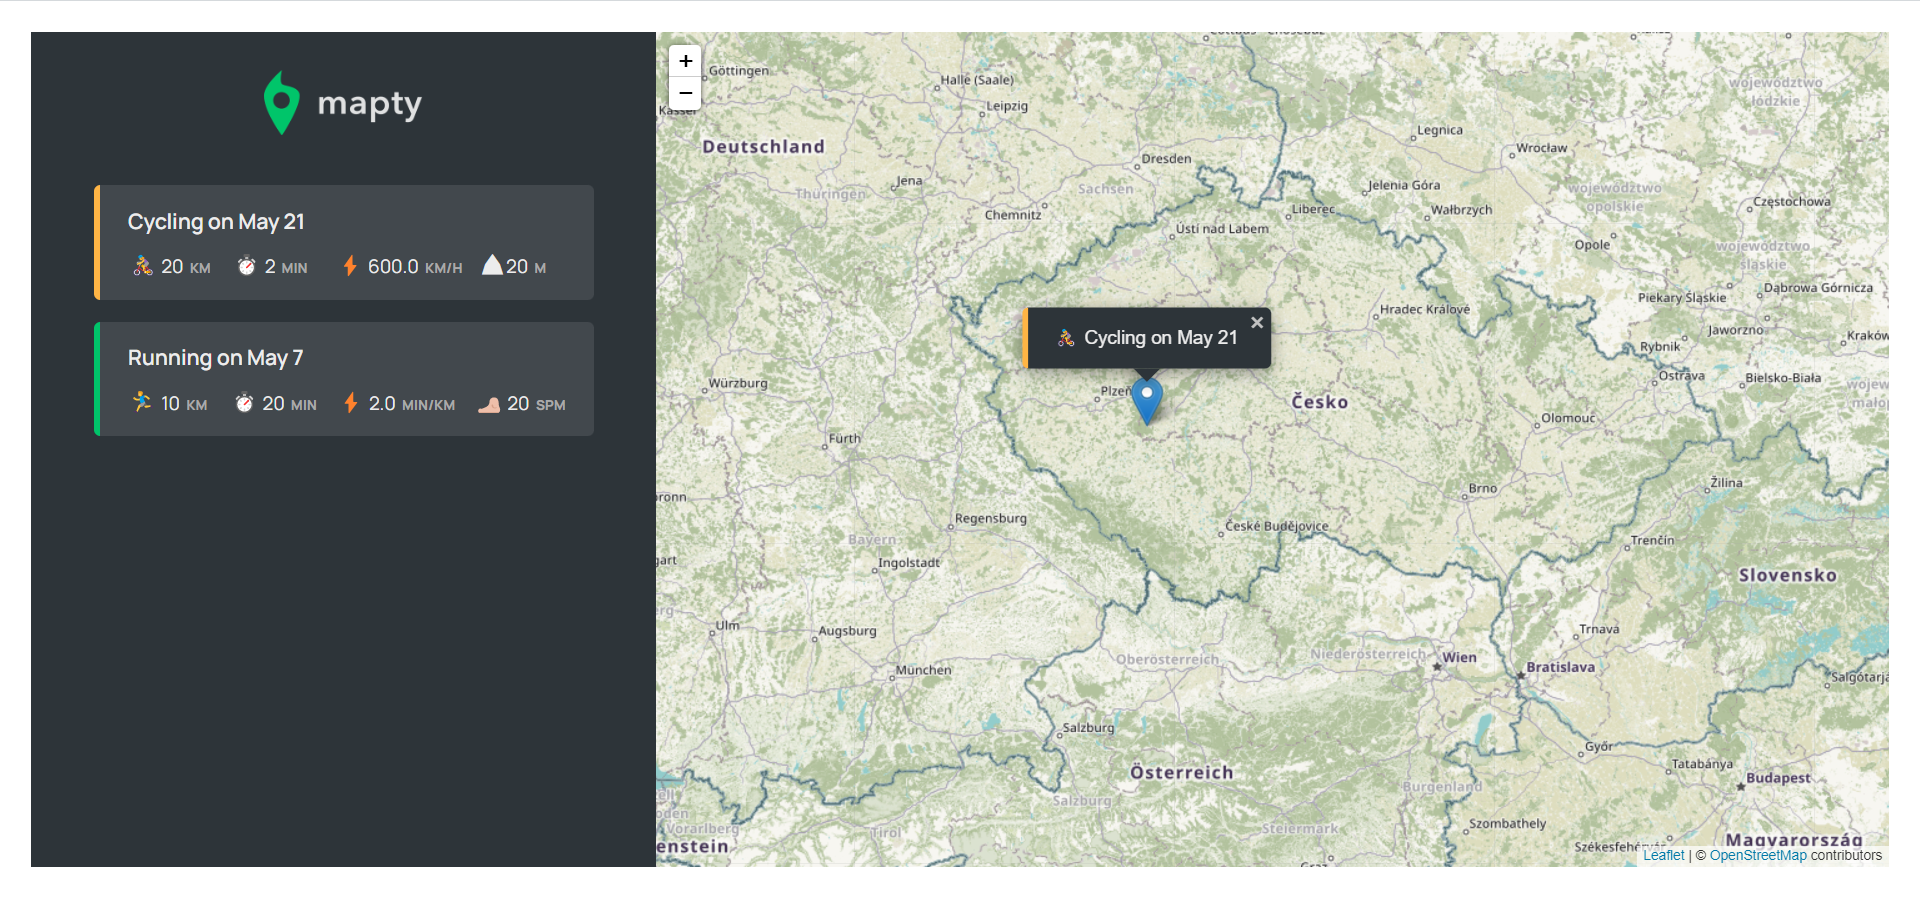 mapty
Cycling on May 21
20 KM 2 MIN 600.0 KM/H 20 M
Running on May 7
10 KM 20 MIN 2.0 MIN/KM 20 SPM
+
−
Göttingen
Halle (Saale)
Kassel
Leipzig
Deutschland
Dresden
Legnica
Wrocław
województwo
łódzkie
Jena
Thüringen
Sachsen
Jelenia Góra
województwo
opolskie
Chemnitz
Liberec
Wałbrzych
Częstochowa
Ústí nad Labem
Opole
województwo
śląskie
Piekary Śląskie
Dąbrowa Górnicza
Hradec Králové
Jaworzno
Kraków
Rybnik
Cycling on May 21 ×
Würzburg
Plzeň
Česko
Ostrava
Bielsko-Biała
Olomouc
Fürth
Brno
Žilina
Regensburg
České Budějovice
Bayern
Ingolstadt
Trenčín
Slovensko
Ulm
Augsburg
Trnava
München
Oberösterreich
Niederösterreich
Wien
Bratislava
Salzburg
Győr
Tatabánya
Österreich
Budapest
Salzburg
Burgenland
Vorarlberg
Tirol
Steiermark
Szombathely
enstein
Magyarország
Leaflet | © OpenStreetMap contributors